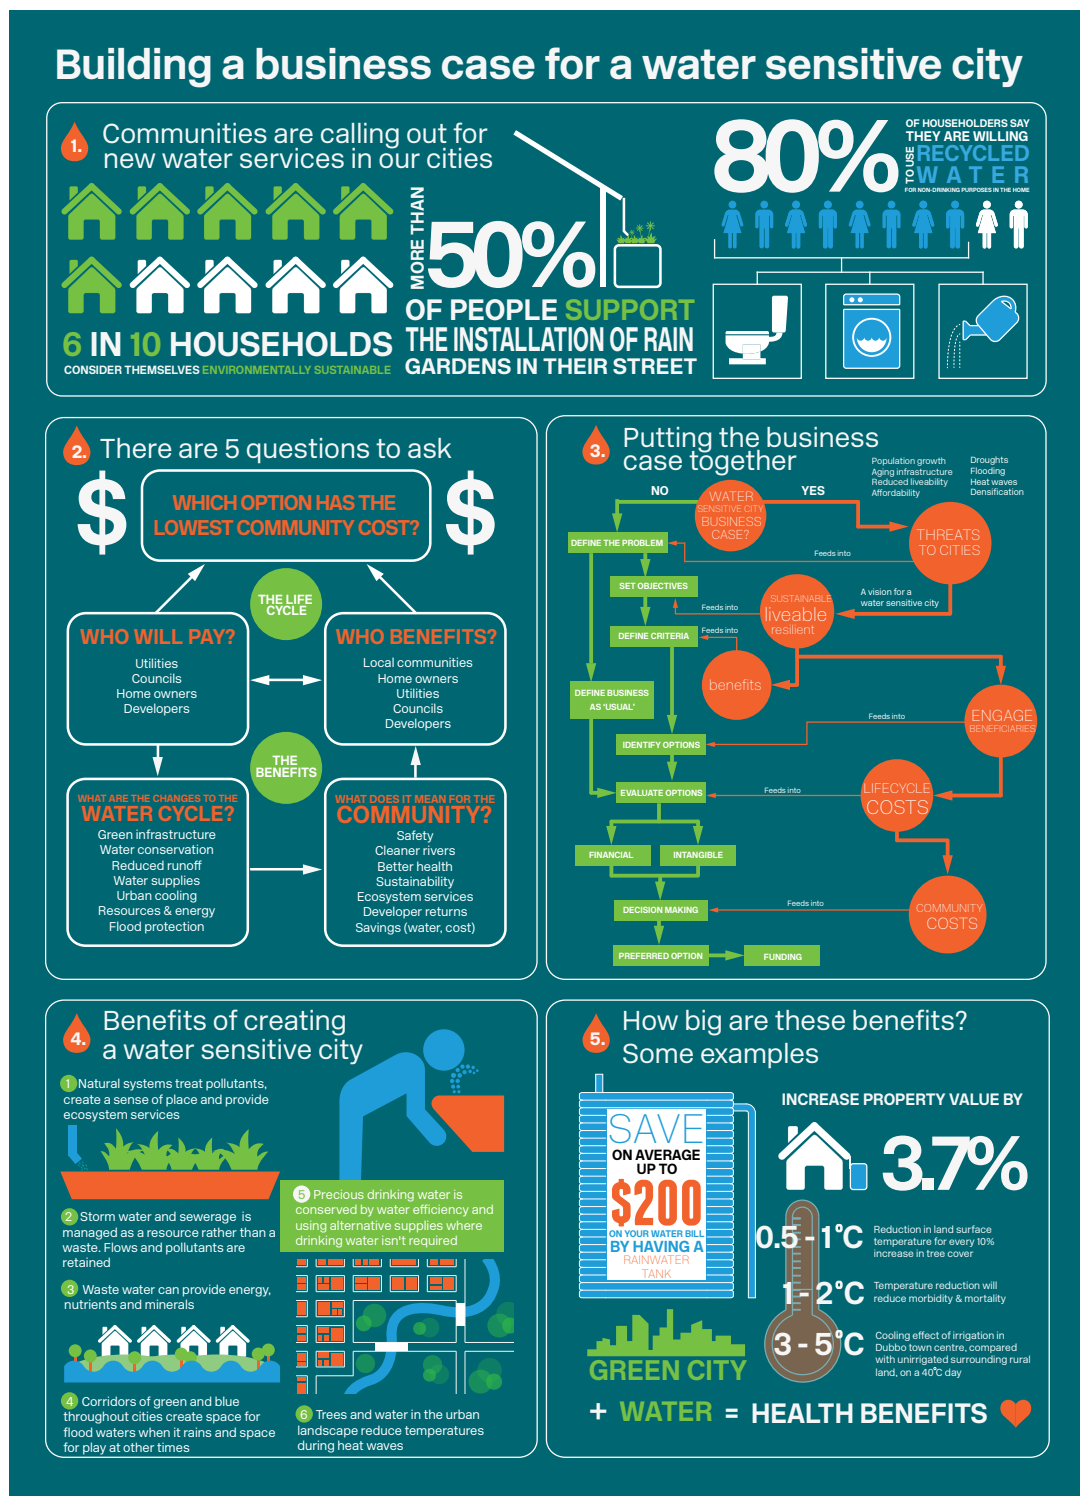 Building a business case for a water sensitive city
1.
Communities are calling out for
new water services in our cities
6 IN 10 HOUSEHOLDS
CONSIDER THEMSELVES ENVIRONMENTALLY SUSTAINABLE
MORE THAN
50%
OF PEOPLE SUPPORT
THE INSTALLATION OF RAIN
GARDENS IN THEIR STREET
80%
OF HOUSEHOLDERS SAY
THEY ARE WILLING
TO USE
RECYCLED
WATER
FOR NON-DRINKING PURPOSES IN THE HOME
2.
There are 5 questions to ask
$
WHICH OPTION HAS THE
LOWEST COMMUNITY COST?
$
THE LIFE
CYCLE
WHO WILL PAY?
Utilities
Councils
Home owners
Developers
WHO BENEFITS?
Local communities
Home owners
Utilities
Councils
Developers
THE
BENEFITS
WHAT ARE THE CHANGES TO THE
WATER CYCLE?
Green infrastructure
Water conservation
Reduced runoff
Water supplies
Urban cooling
Resources & energy
Flood protection
WHAT DOES IT MEAN FOR THE
COMMUNITY?
Safety
Cleaner rivers
Better health
Sustainability
Ecosystem services
Developer returns
Savings (water, cost)
3.
Putting the business
case together
Population growth
Aging infrastructure
Reduced liveability
Affordability
Droughts
Flooding
Heat waves
Densification
NO
WATER
SENSITIVE CITY
BUSINESS
CASE?
YES
THREATS
TO CITIES
DEFINE THE PROBLEM
Feeds into
SET OBJECTIVES
Feeds into
SUSTAINABLE
liveable
resilient
A vision for a
water sensitive city
DEFINE CRITERIA
Feeds into
benefits
DEFINE BUSINESS
AS 'USUAL'
ENGAGE
BENEFICIARIES
Feeds into
IDENTIFY OPTIONS
EVALUATE OPTIONS
Feeds into
LIFECYCLE
COSTS
FINANCIAL
INTANGIBLE
DECISION MAKING
Feeds into
COMMUNITY
COSTS
PREFERRED OPTION
FUNDING
4.
Benefits of creating
a water sensitive city
1 Natural systems treat pollutants,
create a sense of place and provide
ecosystem services
2 Storm water and sewerage is
managed as a resource rather than a
waste. Flows and pollutants are
retained
3 Waste water can provide energy,
nutrients and minerals
4 Corridors of green and blue
throughout cities create space for
flood waters when it rains and space
for play at other times
5 Precious drinking water is
conserved by water efficiency and
using alternative supplies where
drinking water isn't required
6 Trees and water in the urban
landscape reduce temperatures
during heat waves
5.
How big are these benefits?
Some examples
SAVE
ON AVERAGE
UP TO
$200
ON YOUR WATER BILL
BY HAVING A
RAINWATER
TANK
INCREASE PROPERTY VALUE BY
3.7%
0.5 - 1°C
Reduction in land surface
temperature for every 10%
increase in tree cover
1 - 2°C
Temperature reduction will
reduce morbidity & mortality
3 - 5°C
Cooling effect of irrigation in
Dubbo town centre, compared
with unirrigated surrounding rural
land, on a 40°C day
GREEN CITY
+ WATER = HEALTH BENEFITS